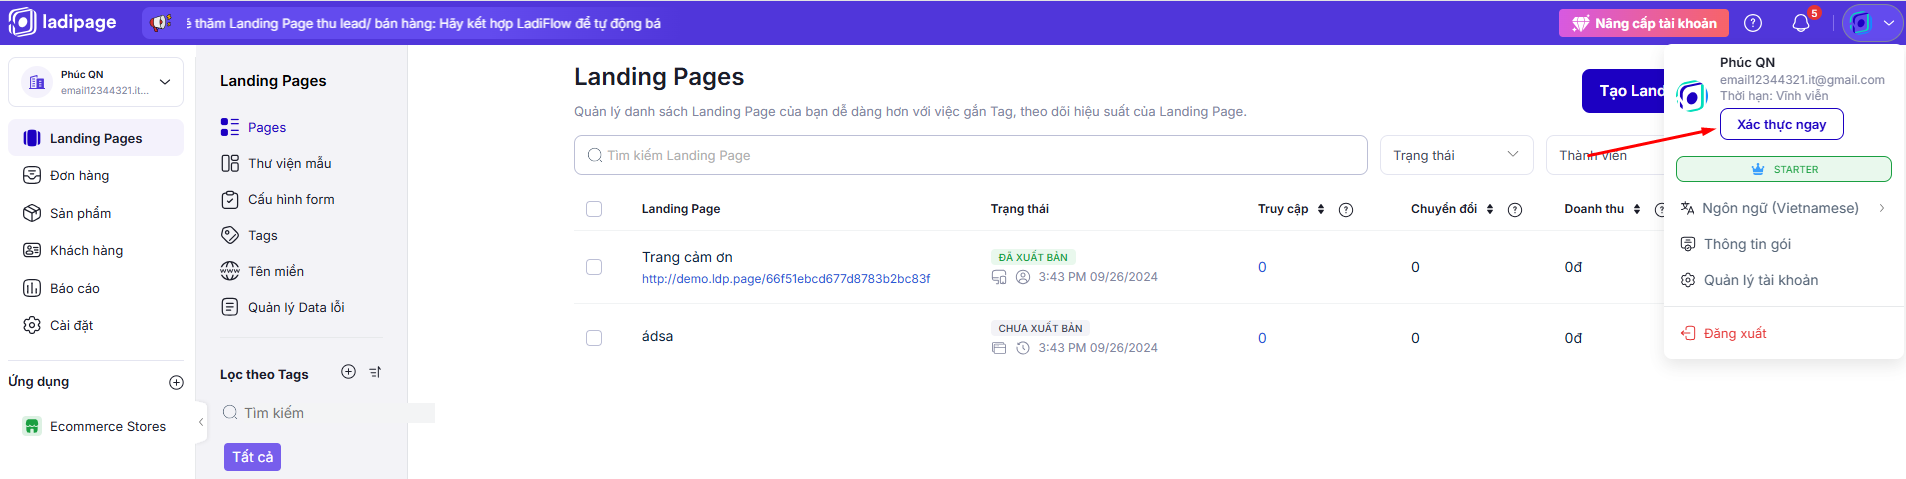 ladipage
ẻ thăm Landing Page thu lead/ bán hàng: Hãy kết hợp LadiFlow để tự động bá
Nâng cấp tài khoản
5
Phúc QN
email12344321.it...
Landing Pages
Đơn hàng
Sản phẩm
Khách hàng
Báo cáo
Cài đặt
Ứng dụng
Ecommerce Stores
Landing Pages
Pages
Thư viện mẫu
Cấu hình form
Tags
Tên miền
Quản lý Data lỗi
Lọc theo Tags
Tìm kiếm
Tất cả
Landing Pages
Quản lý danh sách Landing Page của bạn dễ dàng hơn với việc gắn Tag, theo dõi hiệu suất của Landing Page.
Tạo Land
Tìm kiếm Landing Page
Trạng thái
Thành viên
Landing Page
Trạng thái
Truy cập
Chuyển đổi
Doanh thu
Trang cảm ơn
http://demo.ldp.page/66f51ebcd677d8783b2bc83f
ĐÃ XUẤT BẢN
3:43 PM 09/26/2024
0
0
0đ
ádsa
CHƯA XUẤT BẢN
3:43 PM 09/26/2024
0
0
0đ
Phúc QN
email12344321.it@gmail.com
Thời hạn: Vĩnh viễn
Xác thực ngay
STARTER
Ngôn ngữ (Vietnamese)
Thông tin gói
Quản lý tài khoản
Đăng xuất